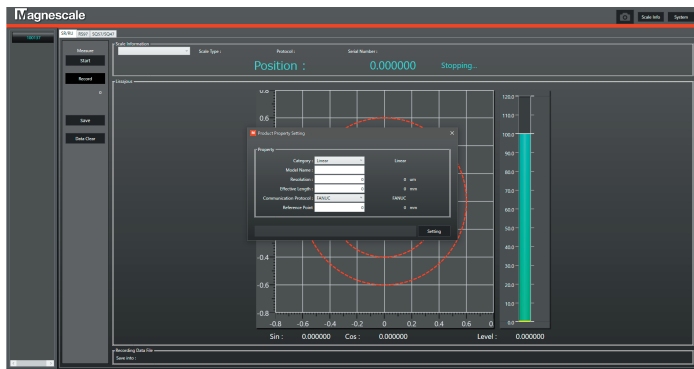 Magnescale
Scale Info
System
SR/RU
RS97
SQ57/SQ47
Measure
Start
Record
0
Save
Data Clear
Scale Information
Scale Type :
Protocol :
Serial Number :
Position :
0.000000
Stopping...
Lissajous
0.8
0.6
-0.4
-0.6
-0.8
-0.8 -0.6 -0.4 -0.2 0 0.2 0.4 0.6 0
Sin : 0.000000 Cos : 0.000000 Level : 0.000000
120.0
110.0
90.0
80.0
70.0
60.0
50.0
40.0
30.0
20.0
10.0
0.0
Product Property Setting
Property
Category : Linear Linear
Model Name :
Resolution : 0 0 um
Effective Length : 0 0 mm
Communication Protocol : FANUC FANUC
Reference Point 0 0 mm
Setting
Recording Data File
Save into :